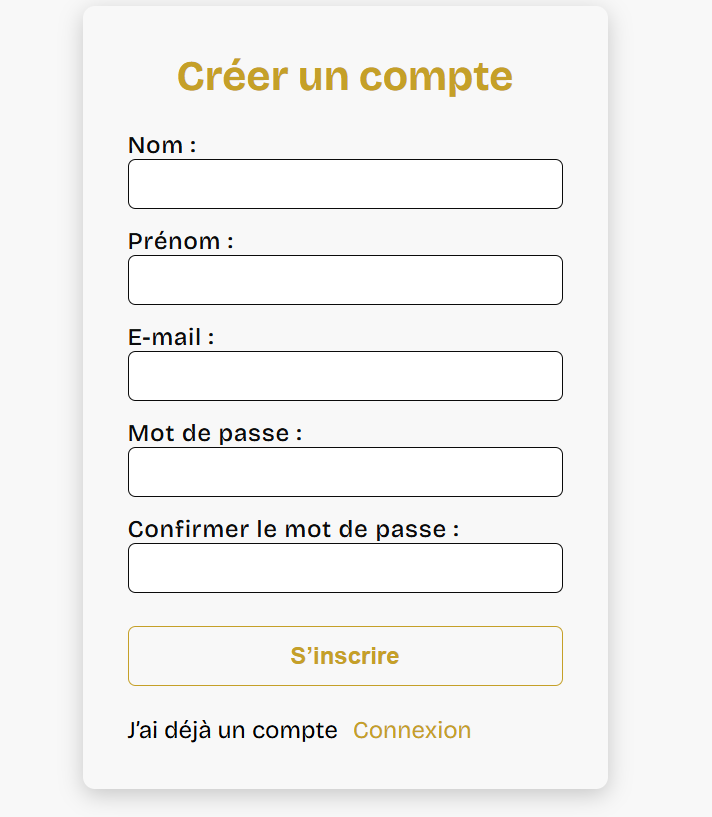 Créer un compte
Nom :
Prénom :
E-mail :
Mot de passe :
Confirmer le mot de passe :
S’inscrire
J’ai déjà un compte Connexion